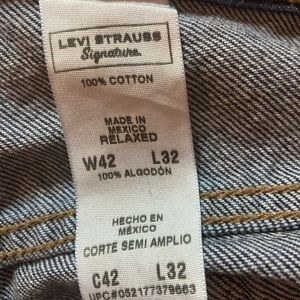 LEVI STRAUSS
Signature
100% COTTON
MADE IN
MEXICO
RELAXED
W42 L32
100% ALGODÓN
HECHO EN
MÉXICO
CORTE SEMI AMPLIO
C42 L32
UPC#052177379663